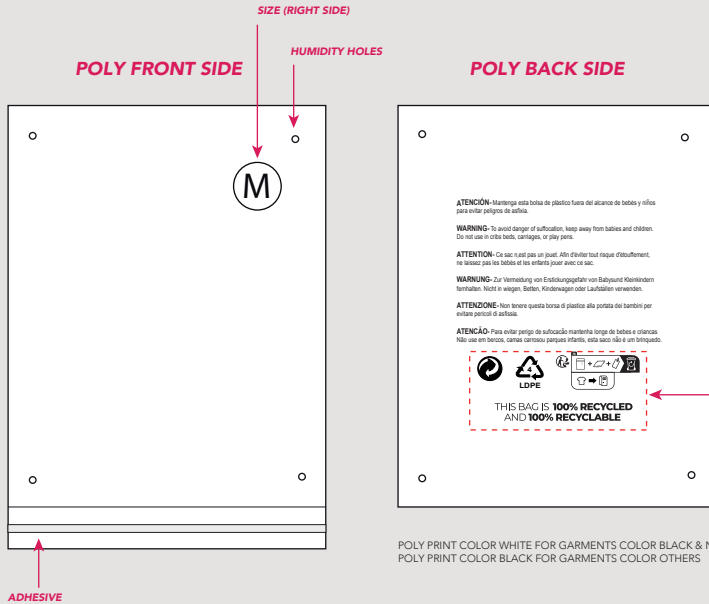 SIZE (RIGHT SIDE)
HUMIDITY HOLES
POLY FRONT SIDE
POLY BACK SIDE
M
ATENCIÓN- Mantenga esta bolsa de plástico fuera del alcance de bebés y niños
para evitar peligros de asfixia.
WARNING- To avoid danger of suffocation, keep away from babies and children.
Do not use in cribs beds, carriages, or play pens.
ATTENTION- Ce sac n,est pas un jouet. Afin d'éviter tout risque d'étouffement,
ne laissez pas les bébés et les enfants jouer avec ce sac.
WARNUNG- Zur Vermeidung von Erstickungsgefahr von Babysund Kleinkindern
fernhalten. Nicht in wiegen, Betten, Kinderwagen oder Laufställen verwenden.
ATTENZIONE- Non tenere questa borsa di plastice alla portata dei bambini per
evitare pericoli di asfissia.
ATENCÃO- Para evitar perigo de sufocacão mantenha longe de bebes e criancas
Não use em bercos, camas carrosou parques infantis, esta saco não é um brinquedo.
4
LDPE
THIS BAG IS 100% RECYCLED
AND 100% RECYCLABLE
POLY PRINT COLOR WHITE FOR GARMENTS COLOR BLACK &
POLY PRINT COLOR BLACK FOR GARMENTS COLOR OTHERS
ADHESIVE